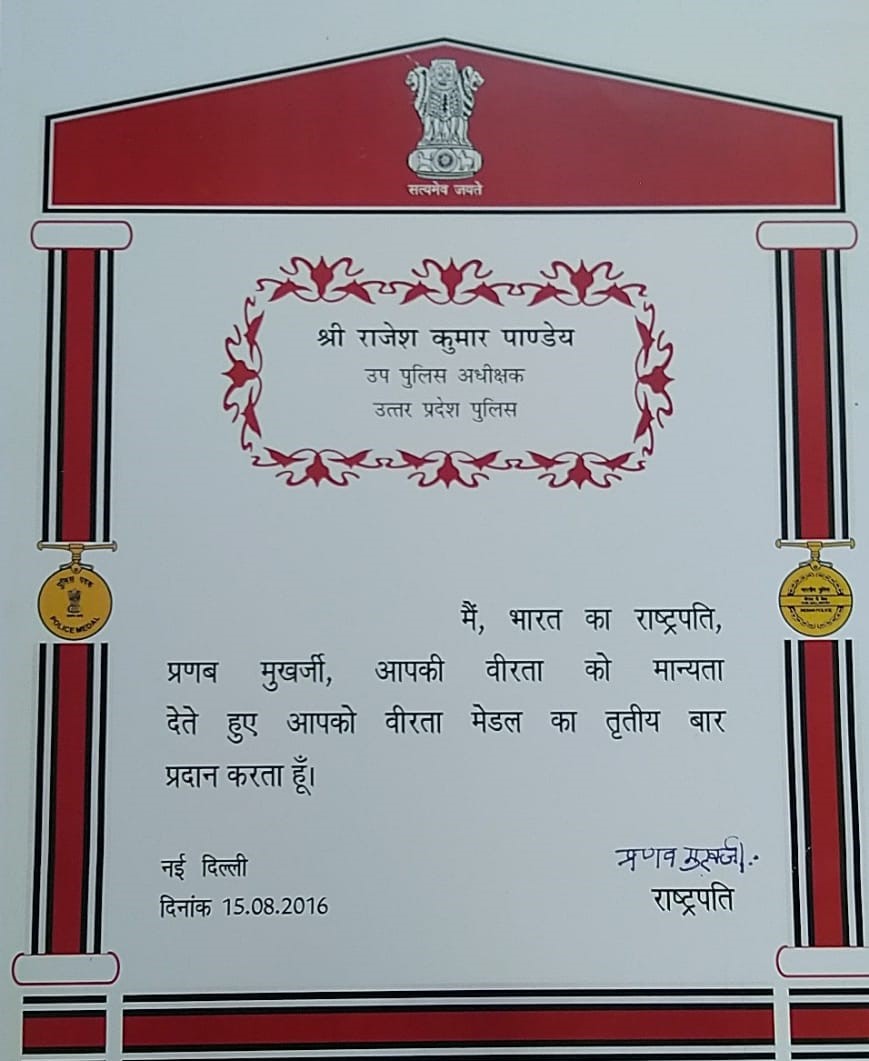 सत्यमेव जयते
श्री राजेश कुमार पाण्डेय
उप पुलिस अधीक्षक
उत्तर प्रदेश पुलिस
पुलिस पदक
POLICE MEDAL
मैं, भारत का राष्ट्रपति,
प्रणब मुखर्जी, आपकी वीरता को मान्यता
देते हुए आपको वीरता मेडल का तृतीय बार
प्रदान करता हूँ।
प्रणव मुखर्जी
नई दिल्ली
राष्ट्रपति
दिनांक 15.08.2016